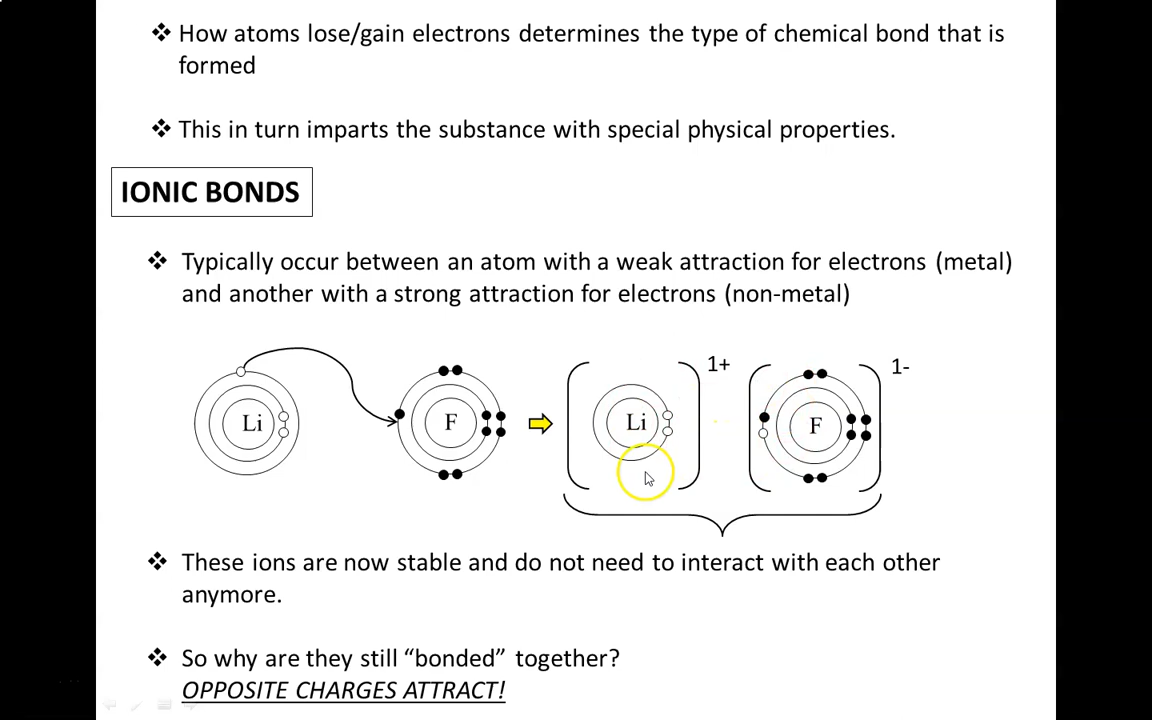 ❖ How atoms lose/gain electrons determines the type of chemical bond that is
formed
❖ This in turn imparts the substance with special physical properties.
IONIC BONDS
❖ Typically occur between an atom with a weak attraction for electrons (metal)
and another with a strong attraction for electrons (non-metal)
Li F Li 1+ F 1-
❖ These ions are now stable and do not need to interact with each other
anymore.
❖ So why are they still “bonded” together?
OPPOSITE CHARGES ATTRACT!